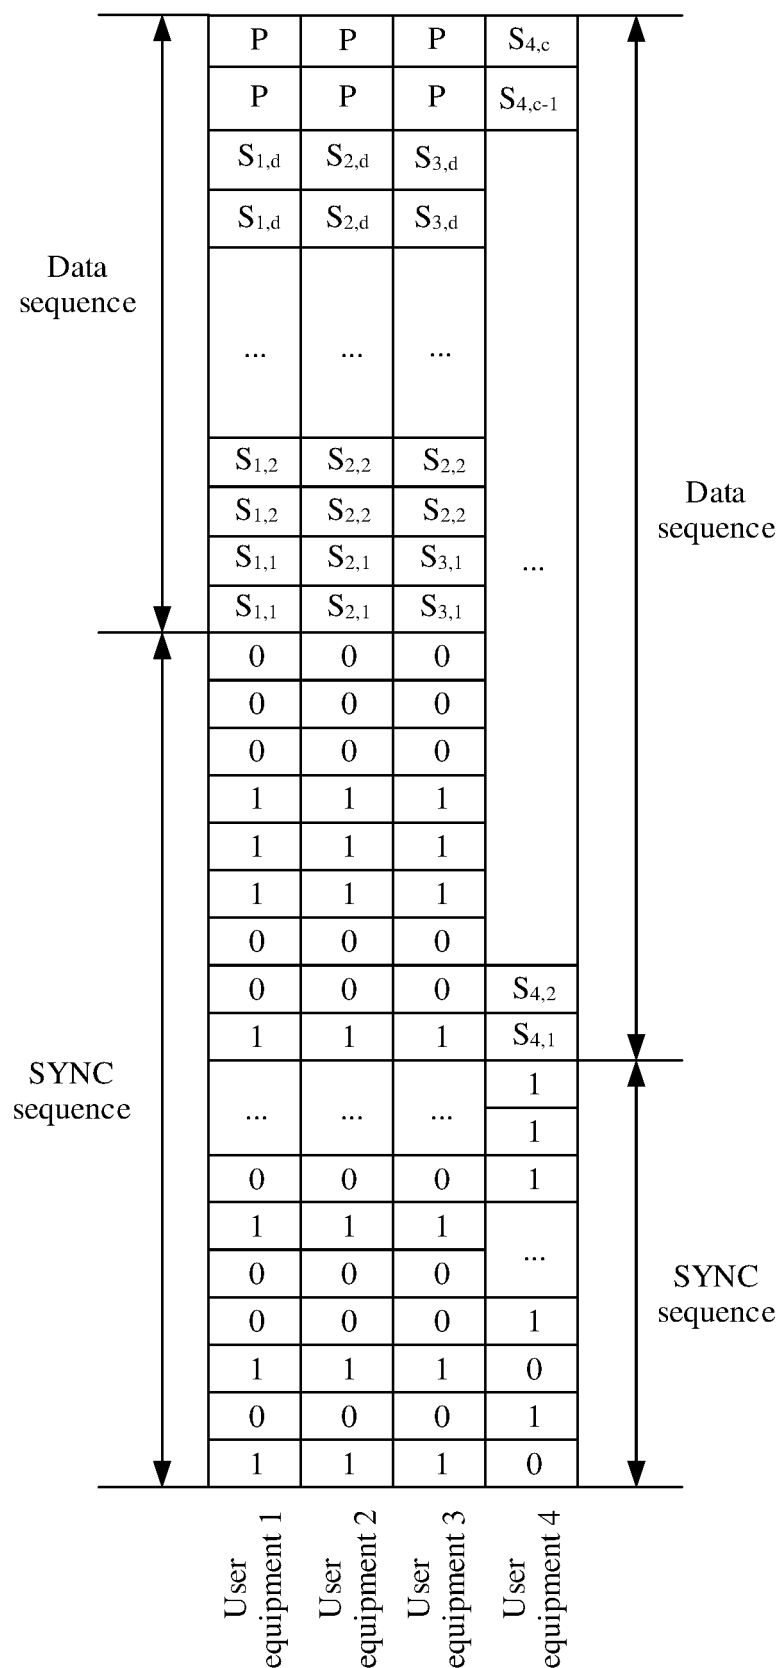 P P P S4,c
P P P S4,c-1
S1,d S2,d S3,d
S1,d S2,d S3,d
Data
sequence
... ... ...
S1,2 S2,2 S2,2
S1,2 S2,2 S2,2
Data
sequence
S1,1 S2,1 S3,1 ...
S1,1 S2,1 S3,1
0 0 0
0 0 0
0 0 0
1 1 1
1 1 1
1 1 1
0 0 0
0 0 0 S4,2
1 1 1 S4,1
SYNC
sequence
... ... ... 1
1
0 0 0 1
1 1 1 ...
0 0 0
SYNC
sequence
0 0 0 1
1 1 1 0
0 0 0 1
1 1 1 0
User
equipment 1
User
equipment 2
User
equipment 3
User
equipment 4